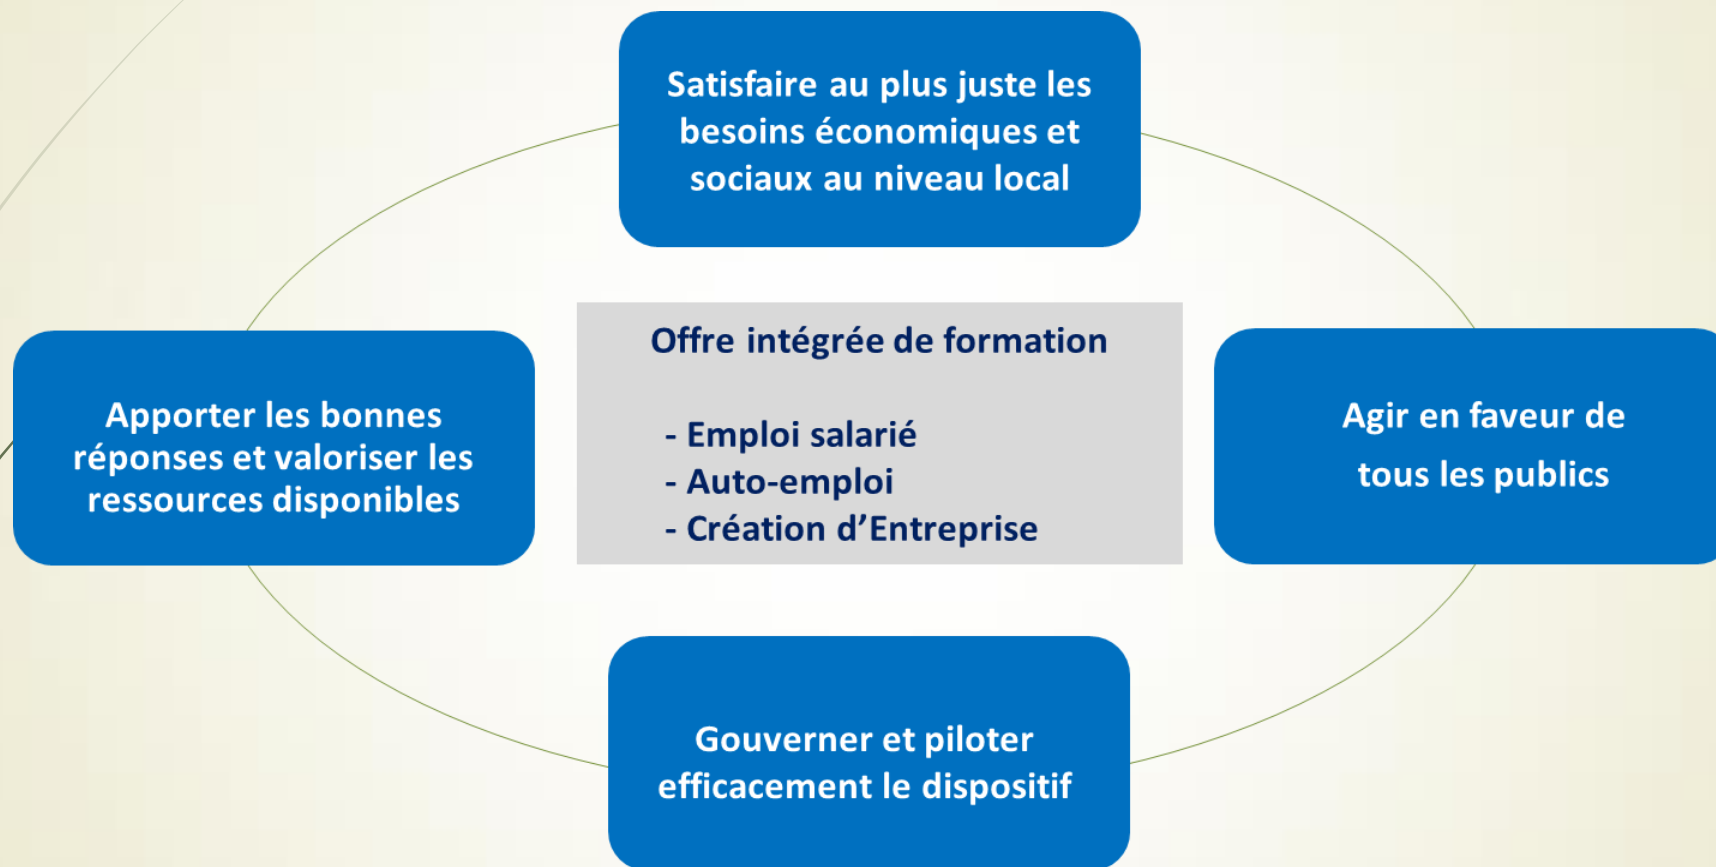 Satisfaire au plus juste les
besoins économiques et
sociaux au niveau local
Offre intégrée de formation
- Emploi salarié
- Auto-emploi
- Création d’Entreprise
Apporter les bonnes
réponses et valoriser les
ressources disponibles
Agir en faveur de
tous les publics
Gouverner et piloter
efficacement le dispositif